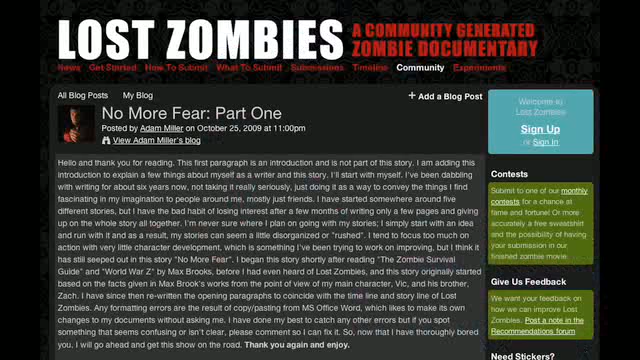 LOST ZOMBIES
A COMMUNITY GENERATED
ZOMBIE DOCUMENTARY
News Get Started How To Submit What To Submit Submissions Timeline Community Experiments
All Blog Posts My Blog
+ Add a Blog Post
No More Fear: Part One
Posted by Adam Miller on October 25, 2009 at 11:00pm
View Adam Miller's blog
Hello and thank you for reading. This first paragraph is an introduction and is not part of this story. I am adding this
introduction to explain a few things about myself as a writer and this story. I'll start with myself. I've been dabbling
with writing for about six years now, not taking it really seriously, just doing it as a way to convey the things I find
fascinating in my imagination to people around me, mostly just friends. I have started somewhere around five
different stories, but I have the bad habit of losing interest after a few months of writing only a few pages and giving
up on the whole story all together. I'm never sure where I plan on going with my stories; I simply start with an idea
and run with it and as a result, my stories can seem a little disorganized or "rushed". I tend to focus too much on
action with very little character development, which is something I've been trying to work on improving, but I think it
has still seeped out in this story "No More Fear". I began this story shortly after reading "The Zombie Survival
Guide" and "World War Z" by Max Brooks, before I had even heard of Lost Zombies, and this story originally started
based on the facts given in Max Brook's works from the point of view of my main character, Vic, and his brother,
Zach. I have since then re-written the opening paragraphs to coincide with the time line and story line of Lost
Zombies. Any formatting errors are the result of copy/pasting from MS Office Word, which likes to make its own
changes to my documents without asking me. I have done my best to catch any other errors but if you spot
something that seems confusing or isn't clear, please comment so I can fix it. So, now that I have thoroughly bored
you, I will go ahead and get this show on the road. Thank you again and enjoy.
Welcome to
Lost Zombies
Sign Up
or Sign In
Contests
Submit to one of our monthly
contests for a chance at
fame and fortune! Or more
accurately a free sweatshirt
and the possibility of having
your submission in our
finished zombie movie.
Give Us Feedback
We want your feedback on
how we can improve Lost
Zombies. Post a note in the
Recommendations forum
Need Stickers?